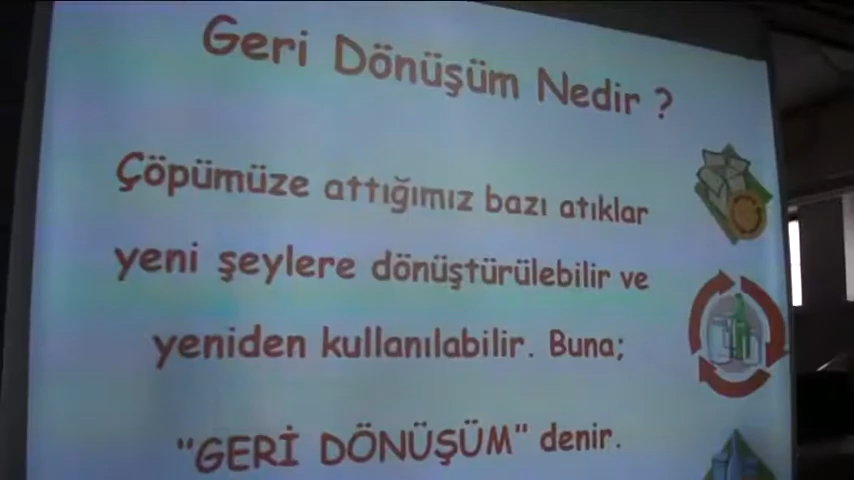 Geri Dönüşüm Nedir ?
Çöpümüze attığımız bazı atıklar
yeni şeylere dönüştürülebilir ve
yeniden kullanılabilir. Buna;
"GERİ DÖNÜŞÜM" denir.